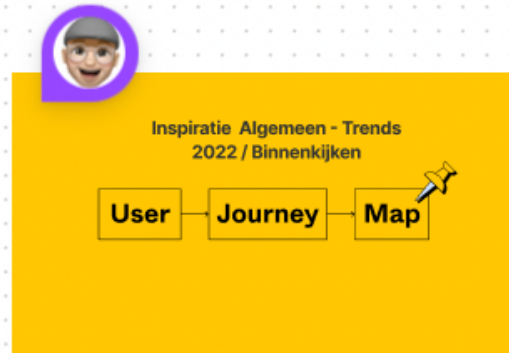 Inspiratie Algemeen - Trends
2022 / Binnenkijken
User Journey Map